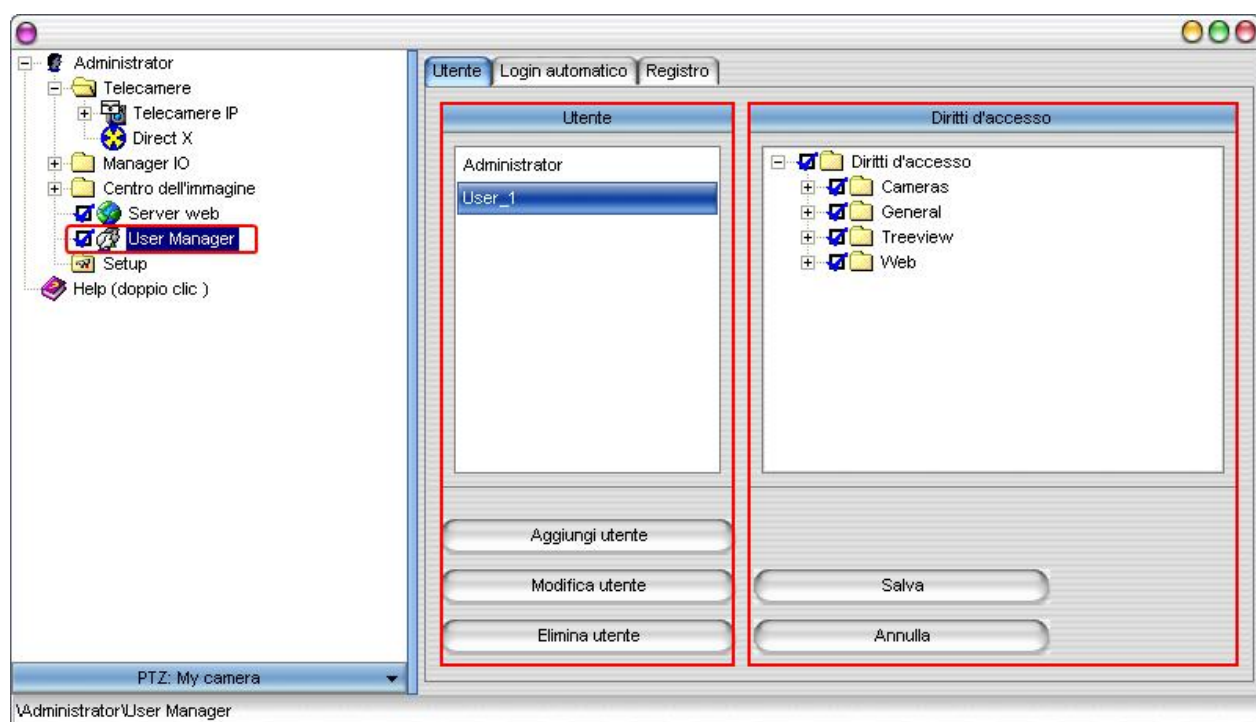 Administrator
Telecamere
Telecamere IP
Direct X
Manager IO
Centro dell'immagine
Server web
User Manager
Setup
Help (doppio clic )
PTZ: My camera
Utente
Login automatico
Registro
Utente
Administrator
User_1
Aggiungi utente
Modifica utente
Elimina utente
Diritti d'accesso
Diritti d'accesso
Cameras
General
Treeview
Web
Salva
Annulla
\Administrator\User Manager